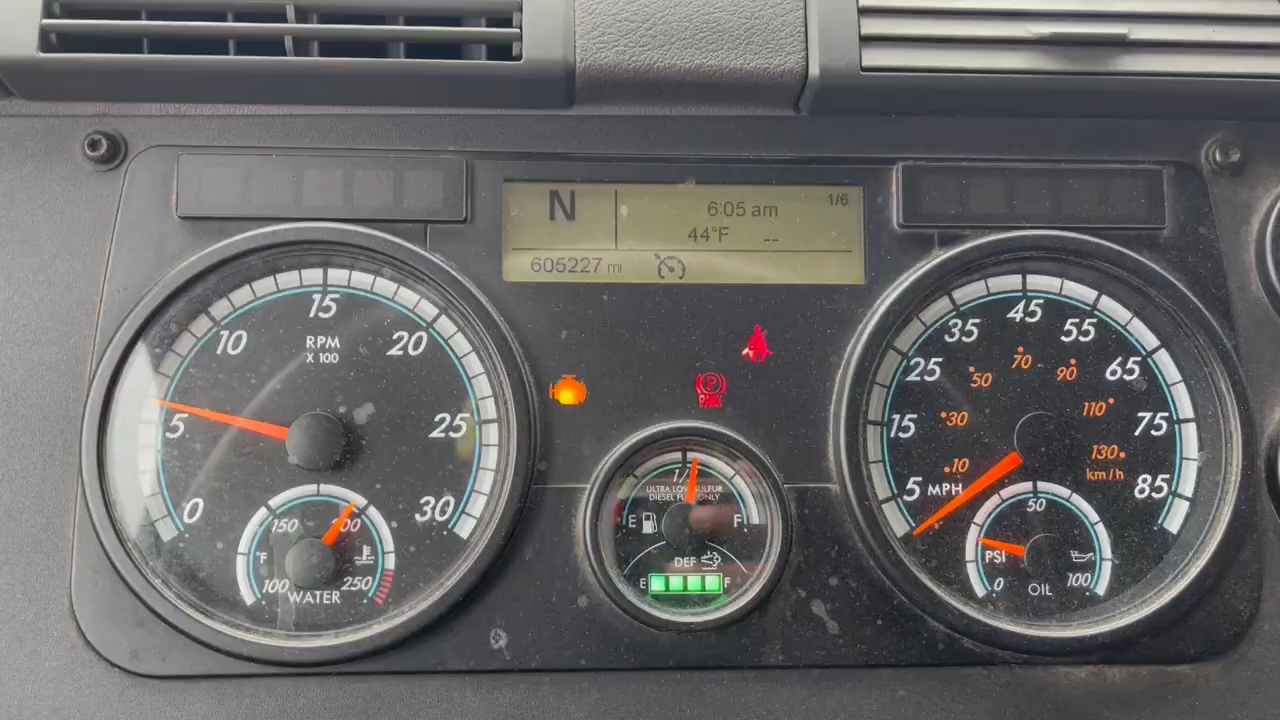 N
6:05 am
1/6
44°F --
605227 mi
0 5 10 15 20 25 30
RPM
X 100
100 150 200 250
°F
WATER
PARK
1/2
ULTRA LOW SULFUR
DIESEL FUEL ONLY
E F
DEF
E F
5 15 25 35 45 55 65 75 85
MPH
10 30 50 70 90 110 130
km/h
0 50 100
PSI
OIL